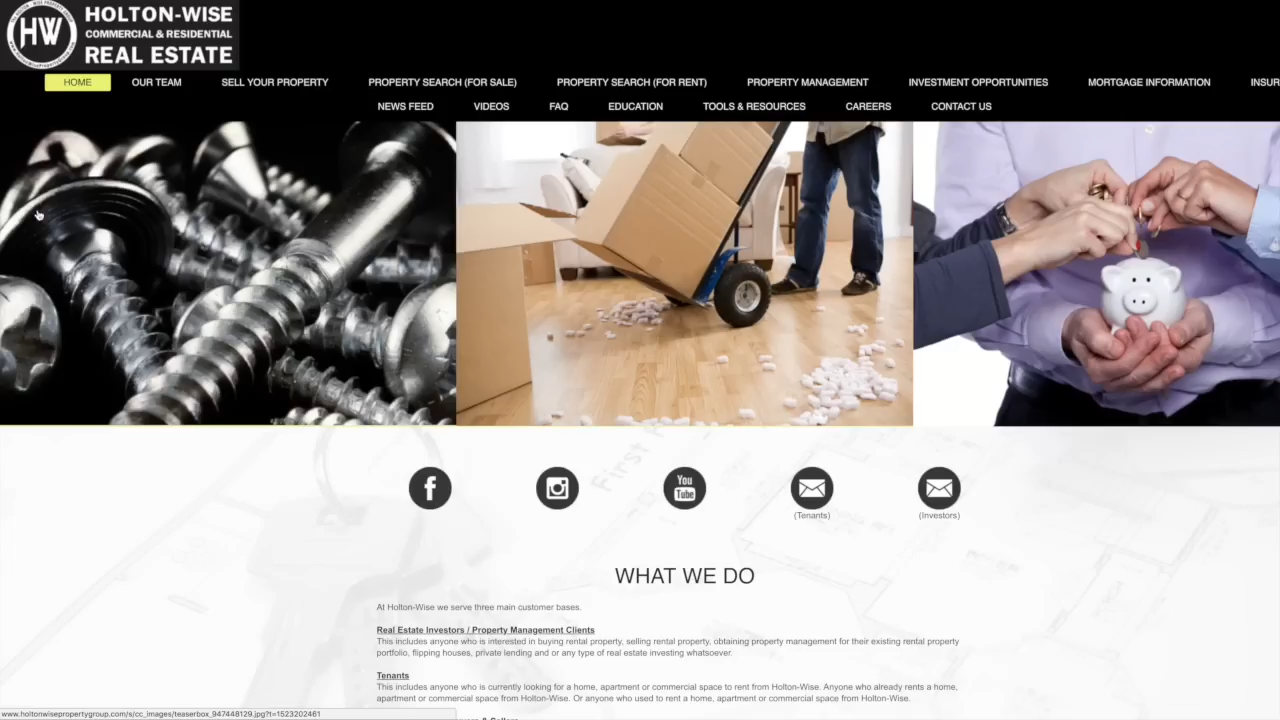 HW
HOLTON-WISE
COMMERCIAL & RESIDENTIAL
REAL ESTATE
HOME OUR TEAM SELL YOUR PROPERTY PROPERTY SEARCH (FOR SALE) PROPERTY SEARCH (FOR RENT) PROPERTY MANAGEMENT INVESTMENT OPPORTUNITIES MORTGAGE INFORMATION INSUR
NEWS FEED VIDEOS FAQ EDUCATION TOOLS & RESOURCES CAREERS CONTACT US
First
f
You
Tube
(Tenants) (Investors)
WHAT WE DO
At Holton-Wise we serve three main customer bases.
Real Estate Investors / Property Management Clients
This includes anyone who is interested in buying rental property, selling rental property, obtaining property management for their existing rental property
portfolio, flipping houses, private lending and or any type of real estate investing whatsoever.
Tenants
This includes anyone who is currently looking for a home, apartment or commercial space to rent from Holton-Wise. Anyone who already rents a home,
apartment or commercial space from Holton-Wise. Or anyone who used to rent a home, apartment or commercial space from Holton-Wise.
www.holtonwisepropertygroup.com/s/cc_images/teaserbox_947448129.jpg?t=1523202461